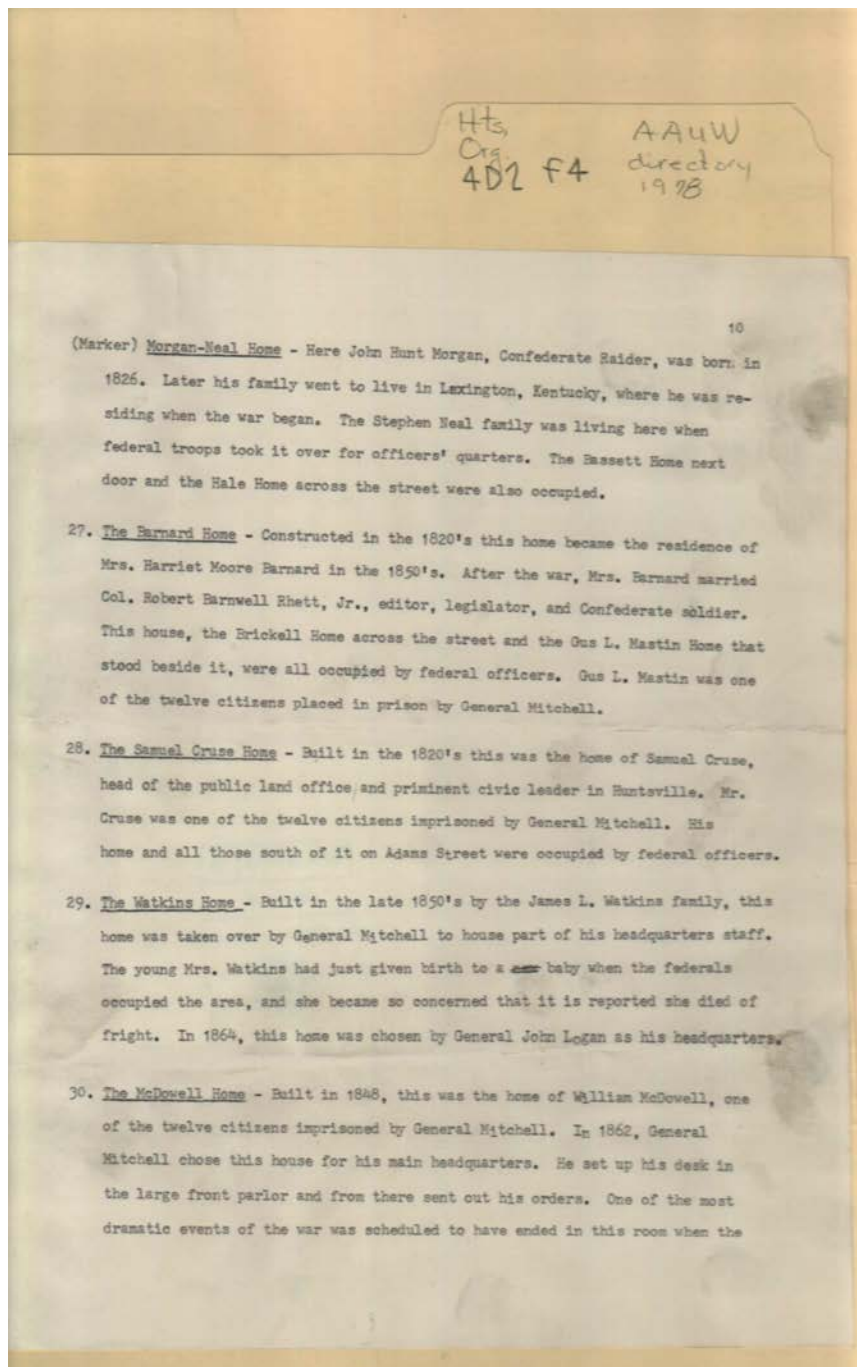 Hts,
Org.
4D2 F4
AAUW
directory
1978
10
(Marker) Morgan-Neal Home - Here John Hunt Morgan, Confederate Raider, was born in
1826. Later his family went to live in Lexington, Kentucky, where he was re-
siding when the war began. The Stephen Neal family was living here when
federal troops took it over for officers' quarters. The Bassett Home next
door and the Hale Home across the street were also occupied.
27. The Barnard Home - Constructed in the 1820's this home became the residence of
Mrs. Harriet Moore Barnard in the 1850's. After the war, Mrs. Barnard married
Col. Robert Barnwell Rhett, Jr., editor, legislator, and Confederate soldier.
This house, the Brickell Home across the street and the Gus L. Mastin Home that
stood beside it, were all occupied by federal officers. Gus L. Mastin was one
of the twelve citizens placed in prison by General Mitchell.
28. The Samuel Cruse Home - Built in the 1820's this was the home of Samuel Cruse,
head of the public land office and priminent civic leader in Huntsville. Mr.
Cruse was one of the twelve citizens imprisoned by General Mitchell. His
home and all those south of it on Adams Street were occupied by federal officers.
29. The Watkins Home - Built in the late 1850's by the James L. Watkins family, this
home was taken over by General Mitchell to house part of his headquarters staff.
The young Mrs. Watkins had just given birth to a baby when the federals
occupied the area, and she became so concerned that it is reported she died of
fright. In 1864, this home was chosen by General John Logan as his headquarters.
30. The McDowell Home - Built in 1848, this was the home of William McDowell, one
of the twelve citizens imprisoned by General Mitchell. In 1862, General
Mitchell chose this house for his main headquarters. He set up his desk in
the large front parlor and from there sent out his orders. One of the most
dramatic events of the war was scheduled to have ended in this room when the